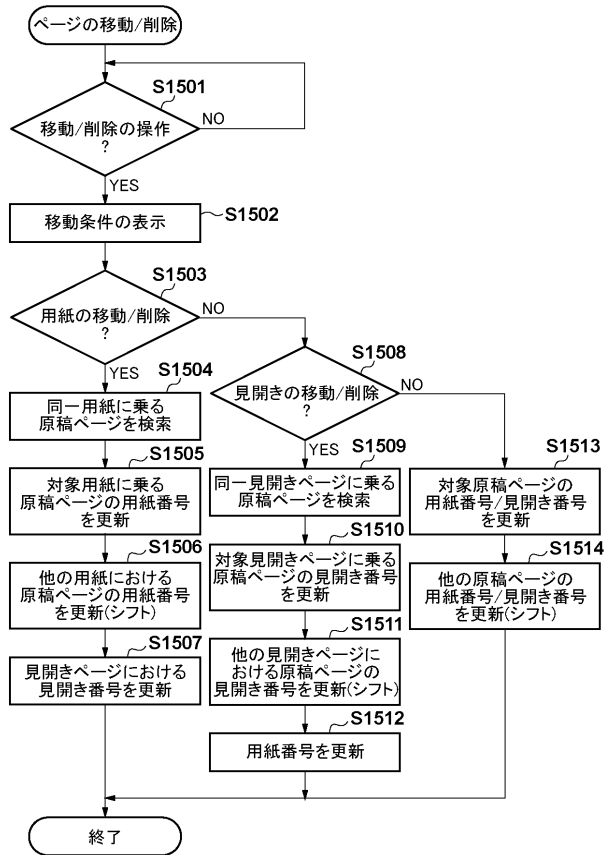 ページの移動/削除
S1501
移動/削除の操作
?
NO
YES
移動条件の表示
S1502
S1503
用紙の移動/削除
?
NO
YES
S1504
同一用紙に乗る
原稿ページを検索
S1505
対象用紙に乗る
原稿ページの用紙番号
を更新
S1506
他の用紙における
原稿ページの用紙番号
を更新(シフト)
S1507
見開きページにおける
見開き番号を更新
S1508
見開きの移動/削除
?
NO
YES
S1509
同一見開きページに乗る
原稿ページを検索
S1510
対象見開きページに乗る
原稿ページの見開き番号
を更新
S1511
他の見開きページに
おける原稿ページの
見開き番号を更新(シフト)
S1512
用紙番号を更新
S1513
対象原稿ページの
用紙番号/見開き番号
を更新
S1514
他の原稿ページの
用紙番号/見開き番号
を更新(シフト)
終了